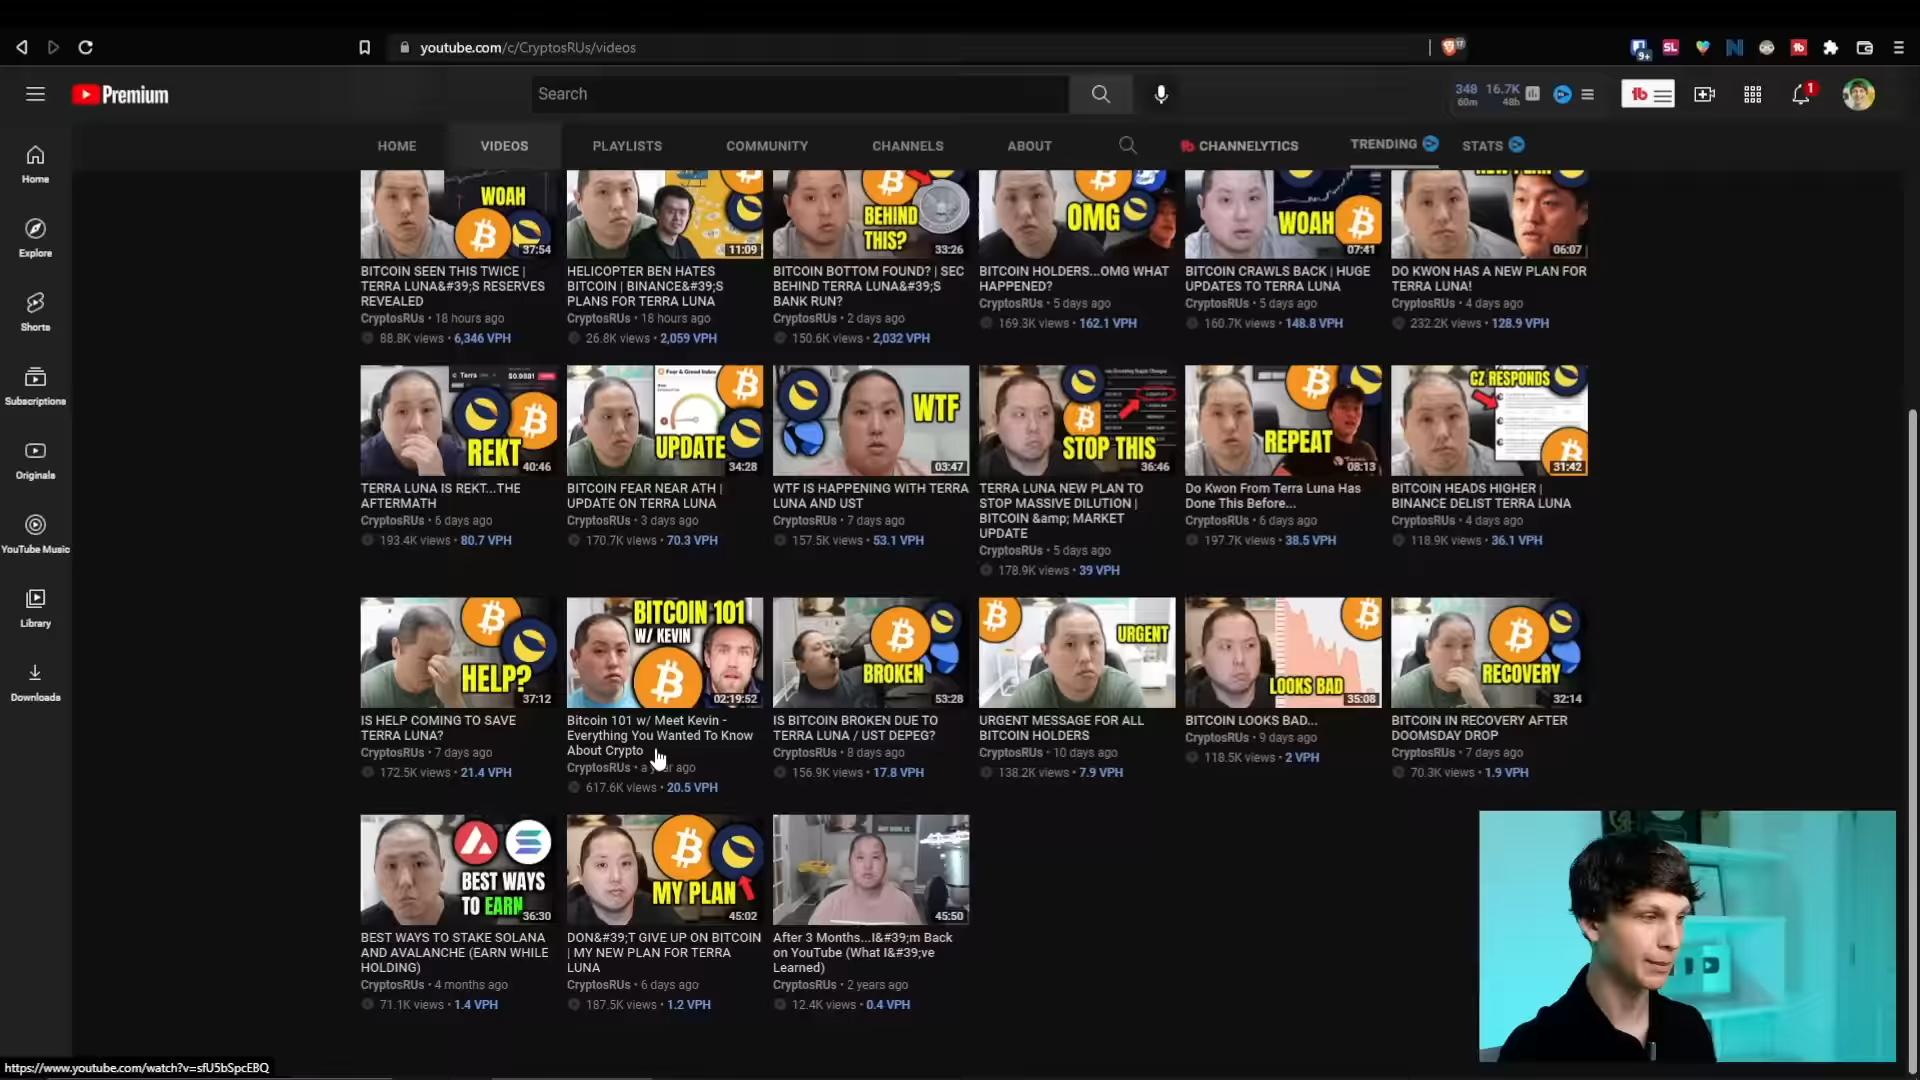 youtube.com/c/CryptosRUs/videos
17
9+
SL
N
Premium
Search
348 16.7K
60m 48h
1
HOME
VIDEOS
PLAYLISTS
COMMUNITY
CHANNELS
ABOUT
CHANNELYTICS
TRENDING
STATS
Home
Explore
Shorts
Subscriptions
Originals
YouTube Music
Library
Downloads
WOAH
37:54
BITCOIN SEEN THIS TWICE |
TERRA LUNA&#39;S RESERVES
REVEALED
CryptosRUs • 18 hours ago
88.8K views • 6,346 VPH
11:09
HELICOPTER BEN HATES
BITCOIN | BINANCE&#39;S
PLANS FOR TERRA LUNA
CryptosRUs • 18 hours ago
26.8K views • 2,059 VPH
BEHIND
THIS?
33:26
BITCOIN BOTTOM FOUND? | SEC
BEHIND TERRA LUNA&#39;S
BANK RUN?
CryptosRUs • 2 days ago
150.6K views • 2,032 VPH
OMG
BITCOIN HOLDERS...OMG WHAT
HAPPENED?
CryptosRUs • 5 days ago
169.3K views • 162.1 VPH
WOAH
07:41
BITCOIN CRAWLS BACK | HUGE
UPDATES TO TERRA LUNA
CryptosRUs • 5 days ago
160.7K views • 148.8 VPH
06:07
DO KWON HAS A NEW PLAN FOR
TERRA LUNA!
CryptosRUs • 4 days ago
232.2K views • 128.9 VPH
Terra
REKT
40:46
TERRA LUNA IS REKT...THE
AFTERMATH
CryptosRUs • 6 days ago
193.4K views • 80.7 VPH
Fear & Greed Index
UPDATE
34:28
BITCOIN FEAR NEAR ATH |
UPDATE ON TERRA LUNA
CryptosRUs • 3 days ago
170.7K views • 70.3 VPH
WTF
03:47
WTF IS HAPPENING WITH TERRA
LUNA AND UST
CryptosRUs • 7 days ago
157.5K views • 53.1 VPH
STOP THIS
36:46
TERRA LUNA NEW PLAN TO
STOP MASSIVE DILUTION |
BITCOIN &amp; MARKET
UPDATE
CryptosRUs • 5 days ago
178.9K views • 39 VPH
REPEAT
08:13
Do Kwon From Terra Luna Has
Done This Before...
CryptosRUs • 6 days ago
197.7K views • 38.5 VPH
CZ RESPONDS
31:42
BITCOIN HEADS HIGHER |
BINANCE DELIST TERRA LUNA
CryptosRUs • 4 days ago
118.9K views • 36.1 VPH
HELP?
37:12
IS HELP COMING TO SAVE
TERRA LUNA?
CryptosRUs • 7 days ago
172.5K views • 21.4 VPH
BITCOIN 101
W/ KEVIN
02:19:52
Bitcoin 101 w/ Meet Kevin -
Everything You Wanted To Know
About Crypto
CryptosRUs • a year ago
617.6K views • 20.5 VPH
BROKEN
53:28
IS BITCOIN BROKEN DUE TO
TERRA LUNA / UST DEPEG?
CryptosRUs • 8 days ago
156.9K views • 17.8 VPH
URGENT
URGENT MESSAGE FOR ALL
BITCOIN HOLDERS
CryptosRUs • 10 days ago
138.2K views • 7.9 VPH
LOOKS BAD
35:08
BITCOIN LOOKS BAD...
CryptosRUs • 9 days ago
118.5K views • 2 VPH
RECOVERY
32:14
BITCOIN IN RECOVERY AFTER
DOOMSDAY DROP
CryptosRUs • 7 days ago
70.3K views • 1.9 VPH
BEST WAYS
TO EARN
36:30
BEST WAYS TO STAKE SOLANA
AND AVALANCHE (EARN WHILE
HOLDING)
CryptosRUs • 4 months ago
71.1K views • 1.4 VPH
MY PLAN
45:02
DON&#39;T GIVE UP ON BITCOIN
| MY NEW PLAN FOR TERRA
LUNA
CryptosRUs • 6 days ago
187.5K views • 1.2 VPH
45:50
After 3 Months...I&#39;m Back
on YouTube (What I&#39;ve
Learned)
CryptosRUs • 2 years ago
12.4K views • 0.4 VPH
https://www.youtube.com/watch?v=sfU5bSpcEBQ